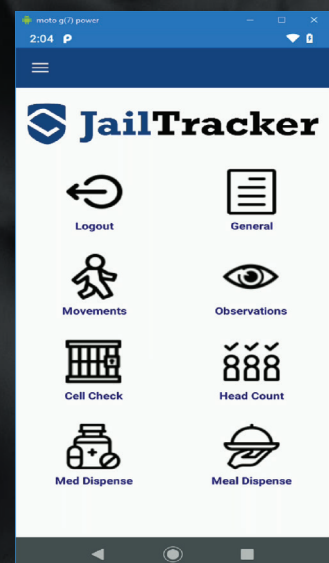 moto g(7) power
2:04
JailTracker
Logout General
Movements Observations
Cell Check Head Count
Med Dispense Meal Dispense